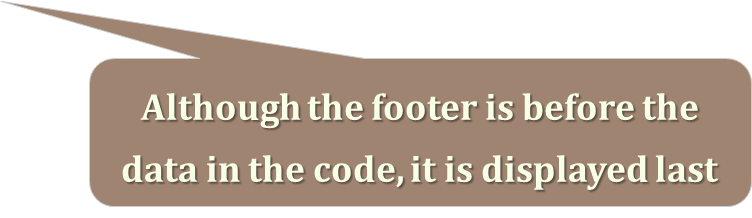 Although the footer is before the
data in the code, it is displayed last